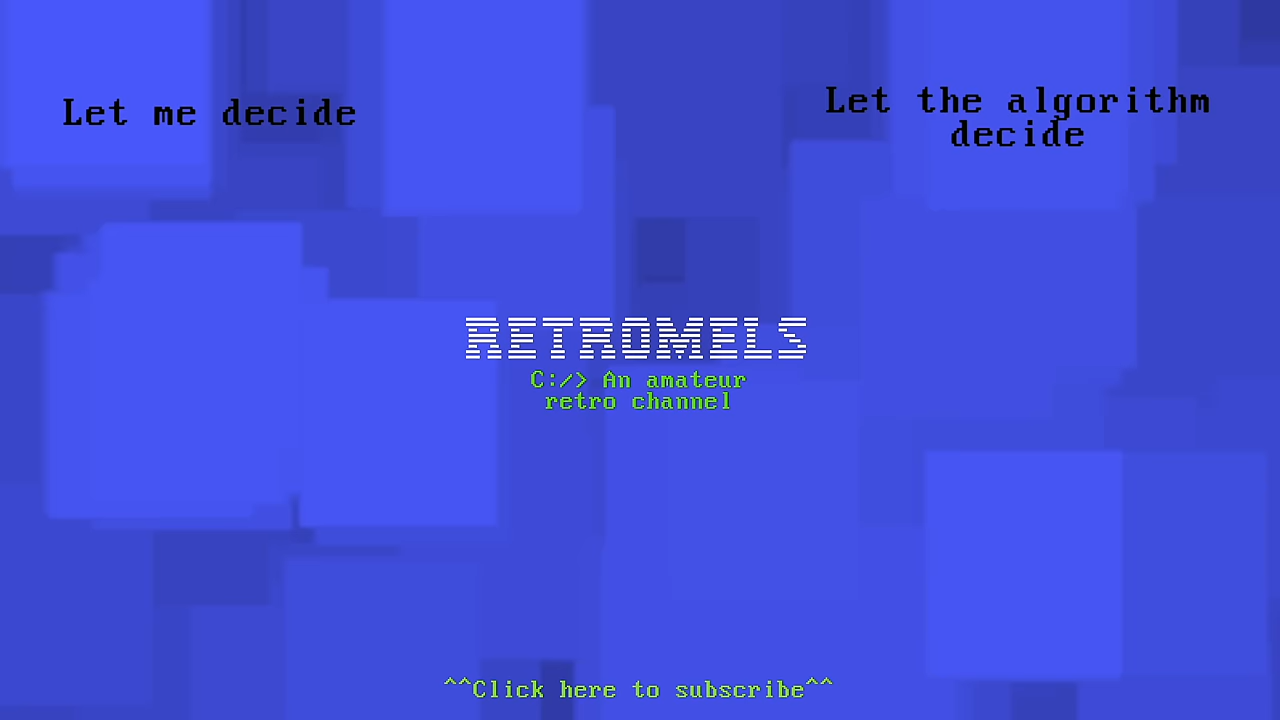 Let me decide
Let the algorithm
decide
RETROMELS
C:/> An amateur
retro channel
^^Click here to subscribe^^